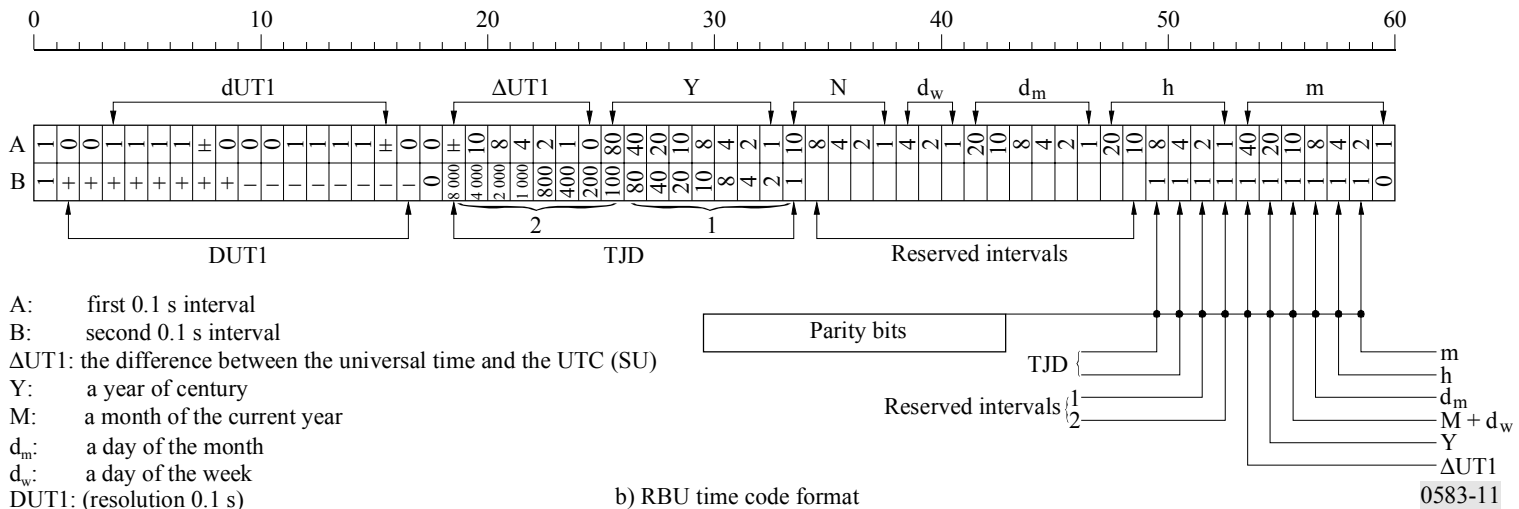 0 10 20 30 40 50 60
dUT1 ΔUT1 Y N d_w d_m h m
A 1 0 0 1 1 1 1 ± 0 0 0 1 1 1 1 ± 0 0 ± 10 8 4 2 1 0 80 40 20 10 8 4 2 1 10 8 4 2 1 4 2 1 20 10 8 4 2 1 20 10 8 4 2 1 40 20 10 8 4 2 1
B 1 + + + + + + + + − − − − − − − − 0 8 000 4 000 2 000 1 000 800 400 200 100 80 40 20 10 8 4 2 1 1 1 1 1 1 1 1 1 1 1 0
2 1
DUT1 TJD Reserved intervals
A: first 0.1 s interval
B: second 0.1 s interval
ΔUT1: the difference between the universal time and the UTC (SU)
Y: a year of century
M: a month of the current year
d_m: a day of the month
d_w: a day of the week
DUT1: (resolution 0.1 s)
Parity bits
TJD
Reserved intervals 1
2
m
h
d_m
M + d_w
Y
ΔUT1
b) RBU time code format
0583-11